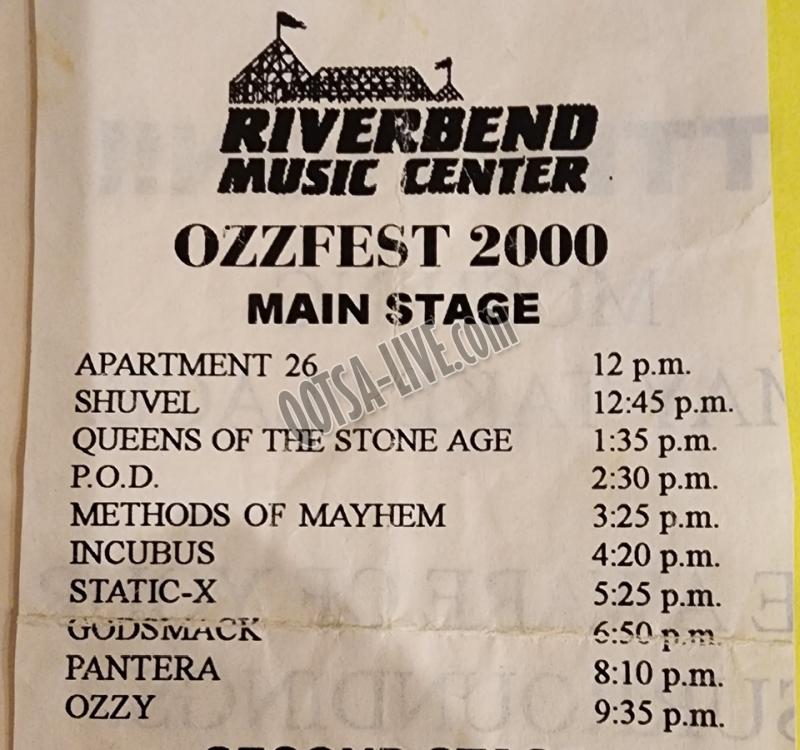 RIVERBEND
MUSIC CENTER
OZZFEST 2000
MAIN STAGE
APARTMENT 26 12 p.m.
SHUVEL 12:45 p.m.
QUEENS OF THE STONE AGE 1:35 p.m.
P.O.D. 2:30 p.m.
METHODS OF MAYHEM 3:25 p.m.
INCUBUS 4:20 p.m.
STATIC-X 5:25 p.m.
GODSMACK 6:50 p.m.
PANTERA 8:10 p.m.
OZZY 9:35 p.m.
SECOND STAG
QOTSA-LIVE.com